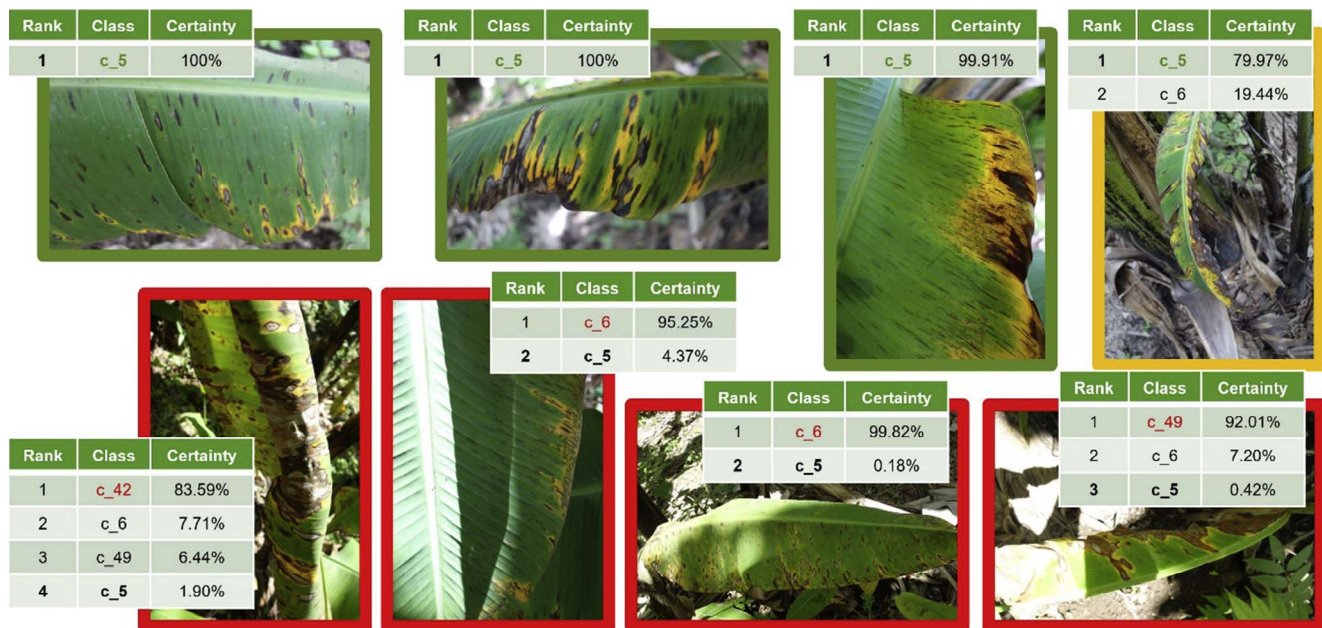 Rank Class Certainty
1 c_5 100%
Rank Class Certainty
1 c_5 100%
Rank Class Certainty
1 c_5 99.91%
Rank Class Certainty
1 c_5 79.97%
2 c_6 19.44%
Rank Class Certainty
1 c_42 83.59%
2 c_6 7.71%
3 c_49 6.44%
4 c_5 1.90%
Rank Class Certainty
1 c_6 95.25%
2 c_5 4.37%
Rank Class Certainty
1 c_6 99.82%
2 c_5 0.18%
Rank Class Certainty
1 c_49 92.01%
2 c_6 7.20%
3 c_5 0.42%